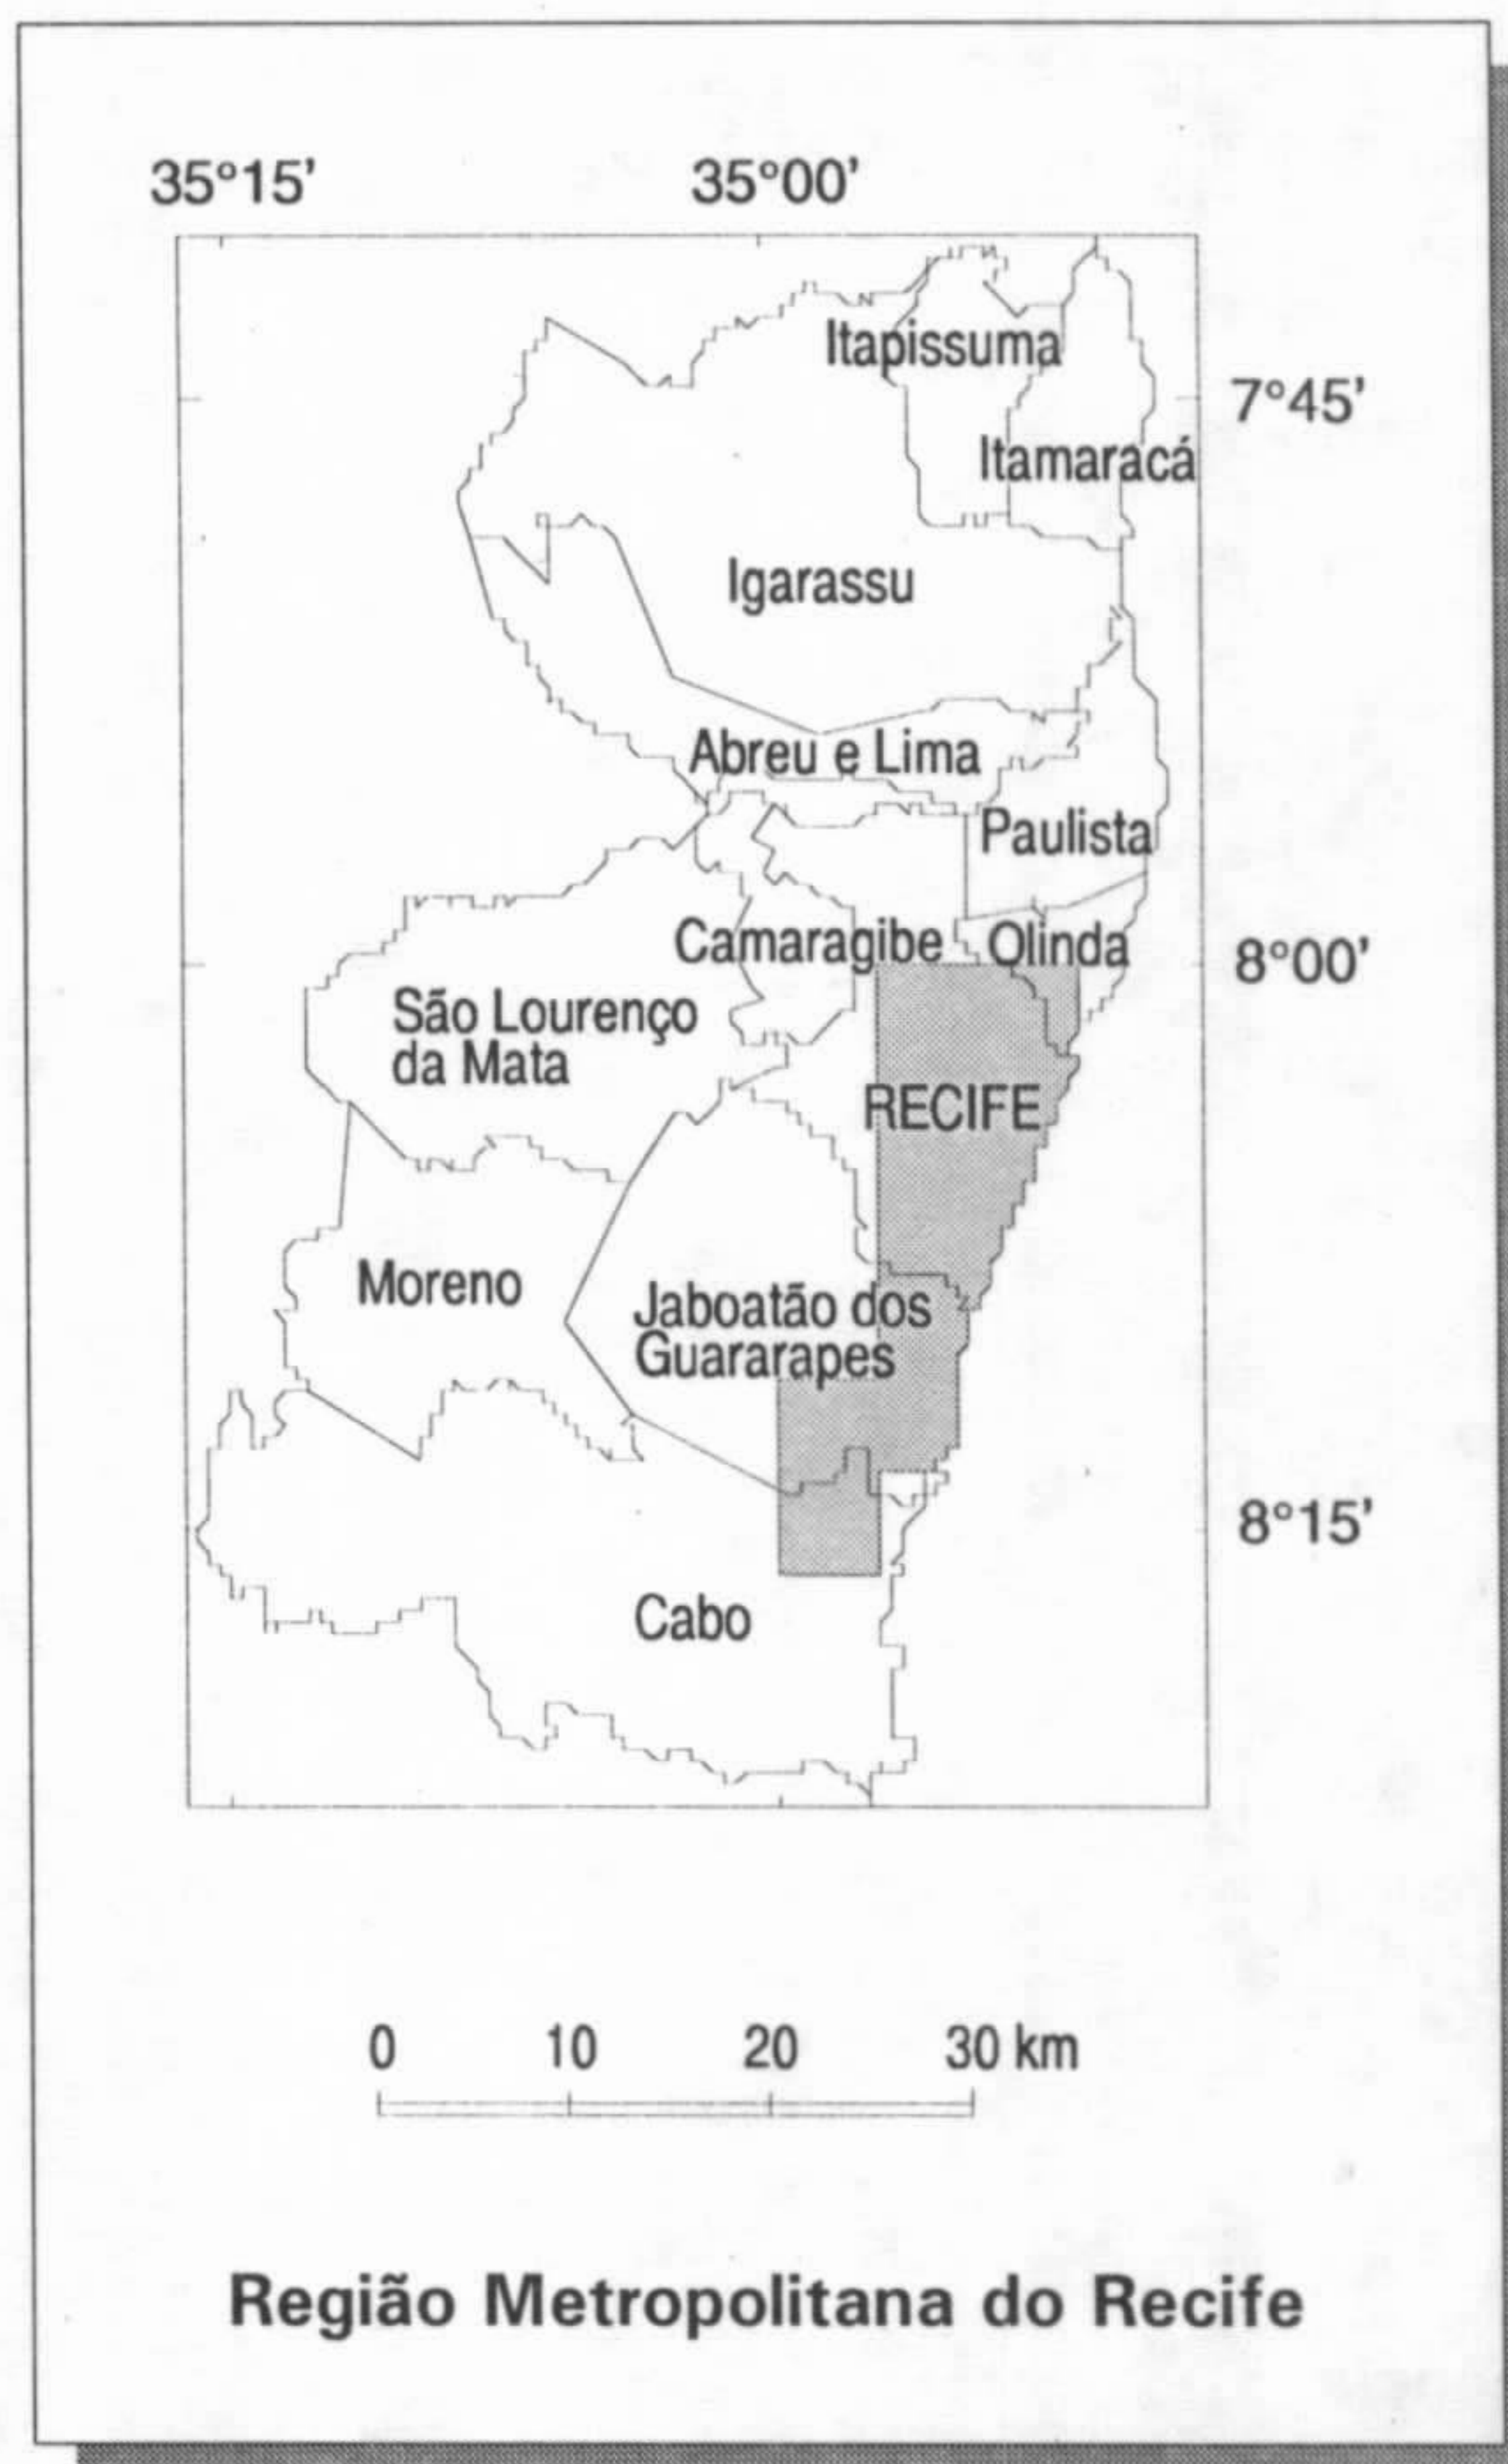 35°15' 35°00'
Itapissuma
7°45'
Itamaracá
Igarassu
Abreu e Lima
Paulista
Camaragibe Olinda
8°00'
São Lourenço
da Mata
RECIFE
Moreno
Jaboatão dos
Guararapes
8°15'
Cabo
0 10 20 30 km
Região Metropolitana do Recife